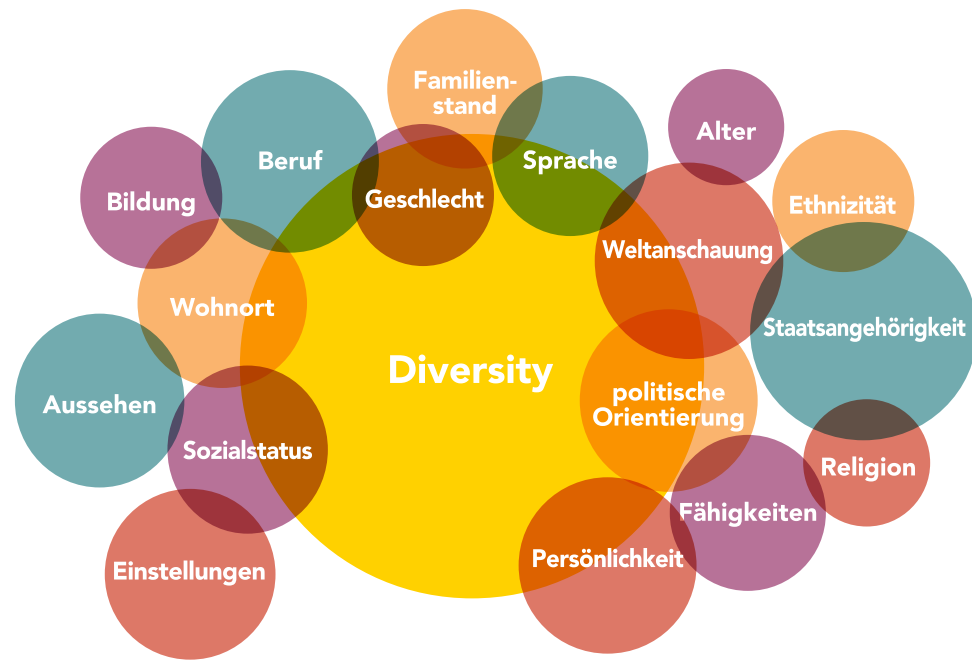 Familien-
stand
Alter
Beruf
Sprache
Bildung
Geschlecht
Ethnizität
Weltanschauung
Wohnort
Staatsangehörigkeit
Diversity
politische
Orientierung
Aussehen
Sozialstatus
Religion
Fähigkeiten
Persönlichkeit
Einstellungen